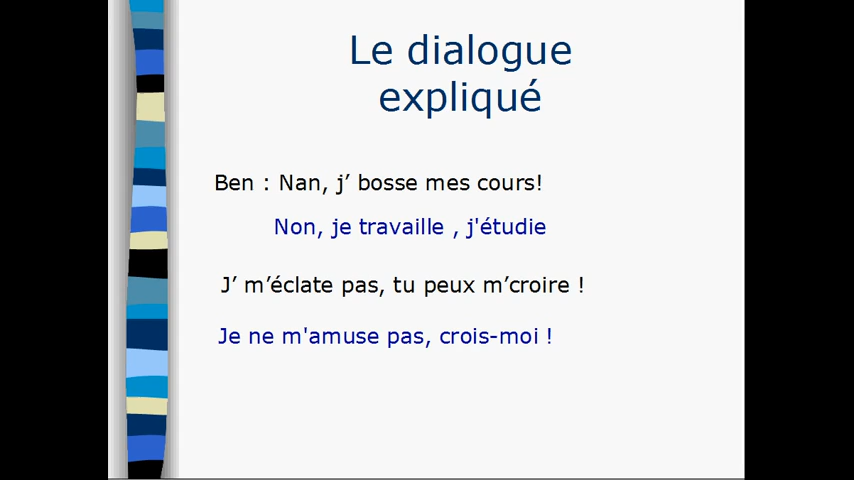 Le dialogue
expliqué
Ben : Nan, j’ bosse mes cours!
Non, je travaille , j'étudie
J’ m’éclate pas, tu peux m’croire !
Je ne m'amuse pas, crois-moi !